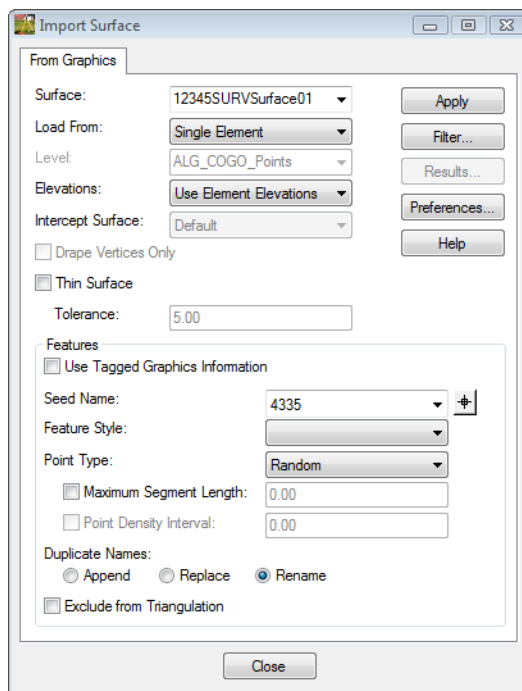 Import Surface
From Graphics
Surface: 12345SURVSurface01 Apply
Load From: Single Element Filter...
Level: ALG_COGO_Points Results...
Elevations: Use Element Elevations Preferences...
Intercept Surface: Default Help
Drape Vertices Only
Thin Surface
Tolerance: 5.00
Features
Use Tagged Graphics Information
Seed Name: 4335
Feature Style:
Point Type: Random
Maximum Segment Length: 0.00
Point Density Interval: 0.00
Duplicate Names:
Append Replace Rename
Exclude from Triangulation
Close